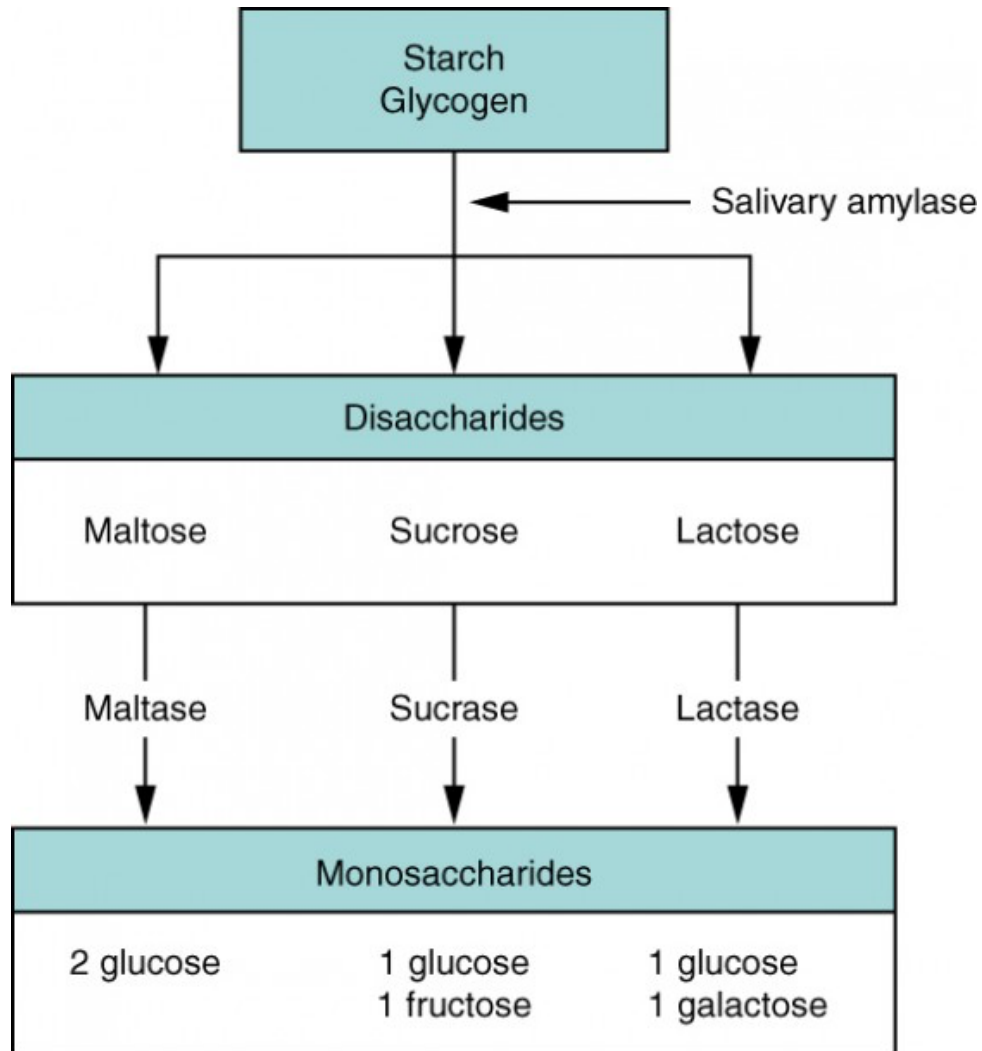 Starch
Glycogen
Salivary amylase
Disaccharides
Maltose Sucrose Lactose
Maltase Sucrase Lactase
Monosaccharides
2 glucose 1 glucose 1 glucose
1 fructose 1 galactose